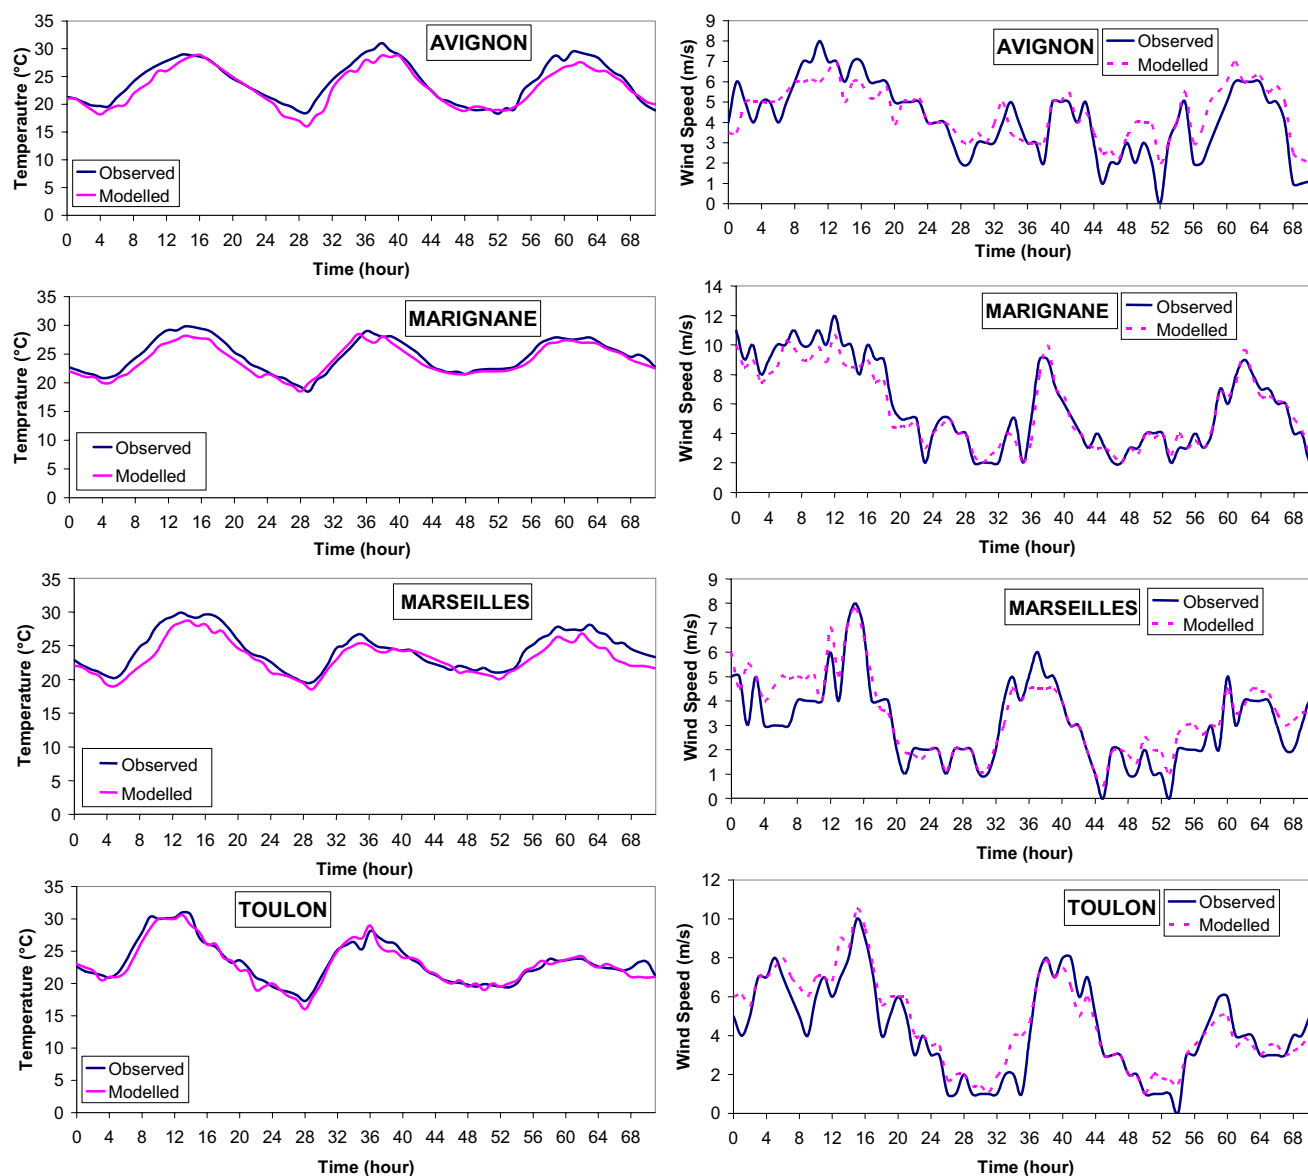 Temperautre (°C)
35
30
25
20
15
10
5
0
AVIGNON
Observed
Modelled
0 4 8 12 16 20 24 28 32 36 40 44 48 52 56 60 64 68
Time (hour)
Wind Speed (m/s)
9
8
7
6
5
4
3
2
1
0
AVIGNON
Observed
Modelled
0 4 8 12 16 20 24 28 32 36 40 44 48 52 56 60 64 68
Time (hour)
Temprature (°C)
35
30
25
20
15
10
5
0
MARIGNANE
Observed
Modelled
0 4 8 12 16 20 24 28 32 36 40 44 48 52 56 60 64 68
Time (hour)
Wind Speed (m/s)
14
12
10
8
6
4
2
0
MARIGNANE
Observed
Modelled
0 4 8 12 16 20 24 28 32 36 40 44 48 52 56 60 64 68
Time (hour)
Temperature (°C)
35
30
25
20
15
10
5
0
MARSEILLES
Observed
Modelled
0 4 8 12 16 20 24 28 32 36 40 44 48 52 56 60 64 68
Time (hour)
Wind Speed (m/s)
9
8
7
6
5
4
3
2
1
0
MARSEILLES
Observed
Modelled
0 4 8 12 16 20 24 28 32 36 40 44 48 52 56 60 64 68
Time (hour)
Temperature (°C)
35
30
25
20
15
10
5
0
TOULON
Observed
Modelled
0 4 8 12 16 20 24 28 32 36 40 44 48 52 56 60 64 68
Time (hour)
Wind Speed (m/s)
12
10
8
6
4
2
0
TOULON
Observed
Modelled
0 4 8 12 16 20 24 28 32 36 40 44 48 52 56 60 64 68
Time (hour)